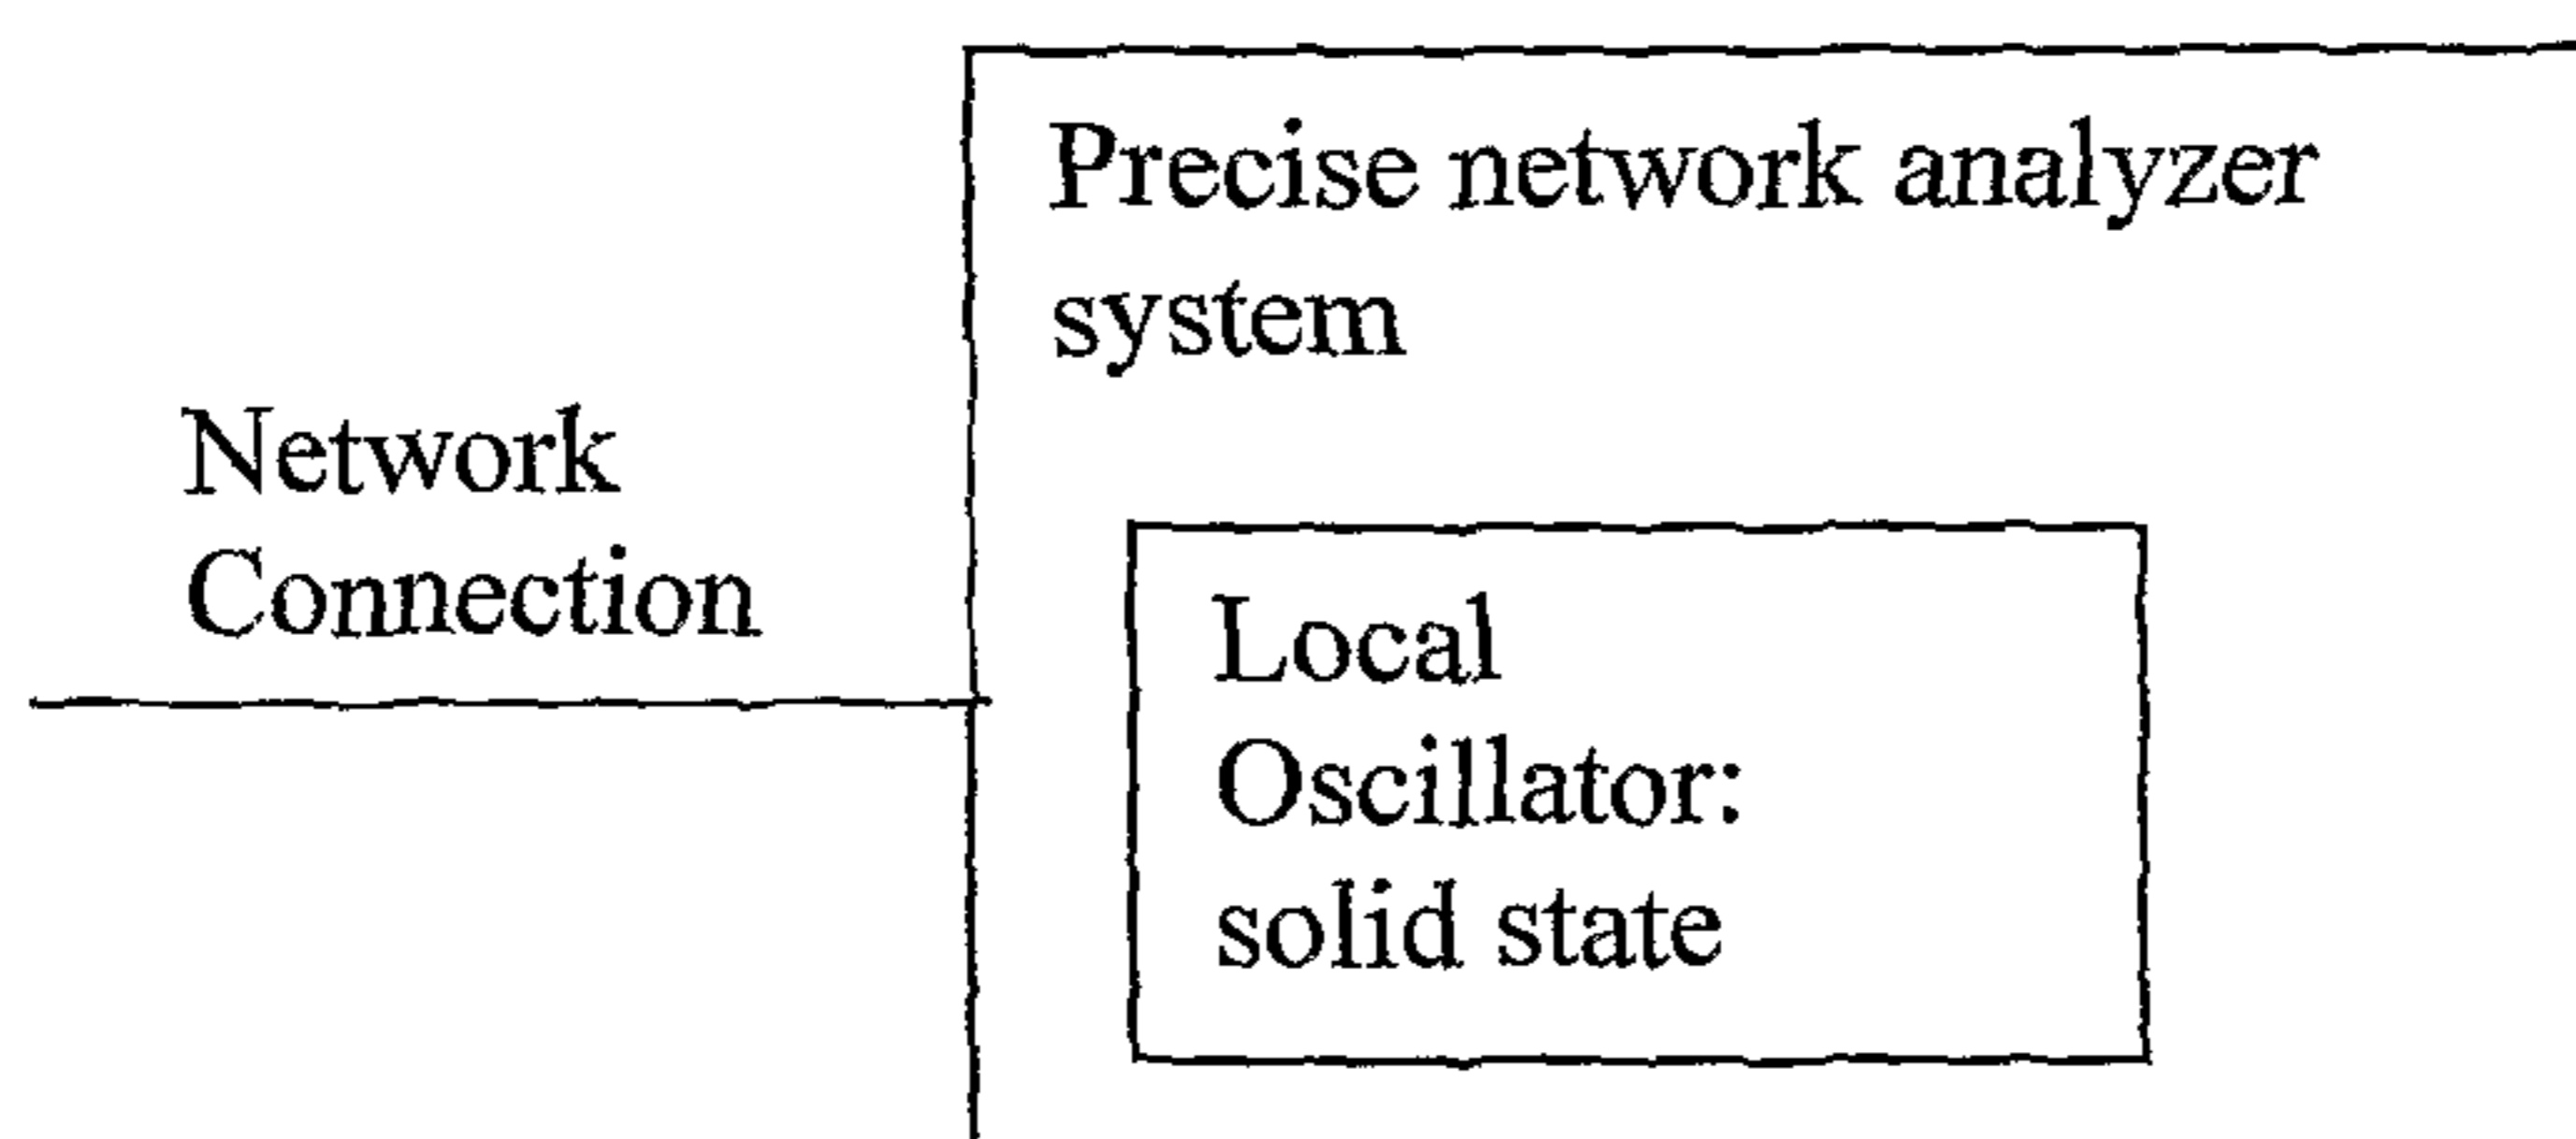 Precise network analyzer
system
Network
Connection
Local
Oscillator:
solid state